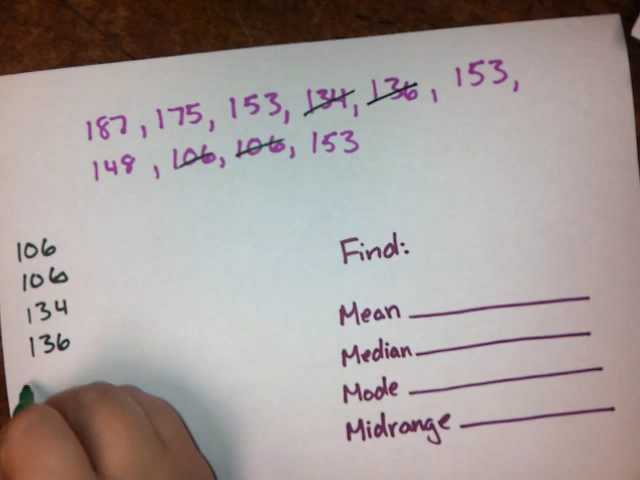 187, 175, 153, 134, 136, 153,
148, 106, 106, 153
106
106
134
136
Find:
Mean
Median
Mode
Midrange